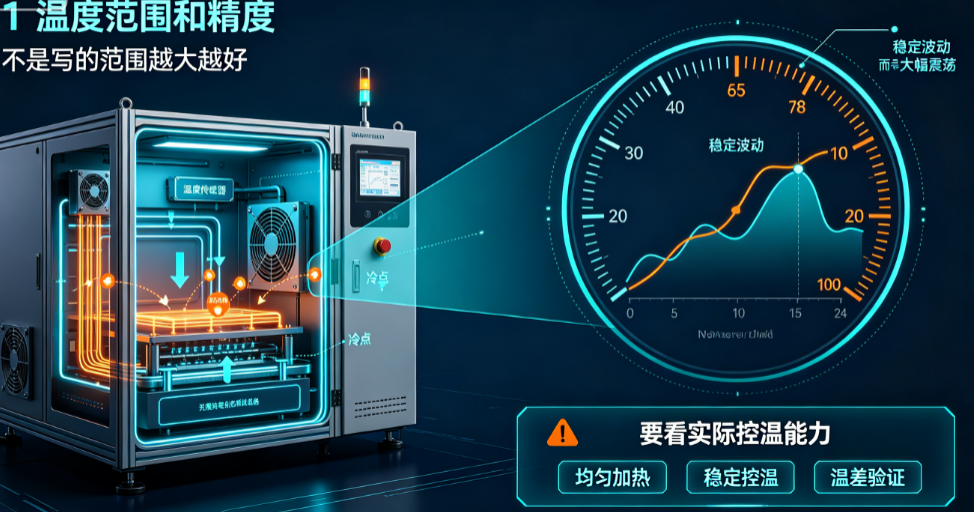 1 温度范围和精度
不是写的范围越大越好
稳定波动
大幅震荡
温度传感器
冷点
冷点
稳定波动
20
30
40
65
78
10
20
100
0
5
10
15
24
要看实际控温能力
均匀加热
稳定控温
温差验证